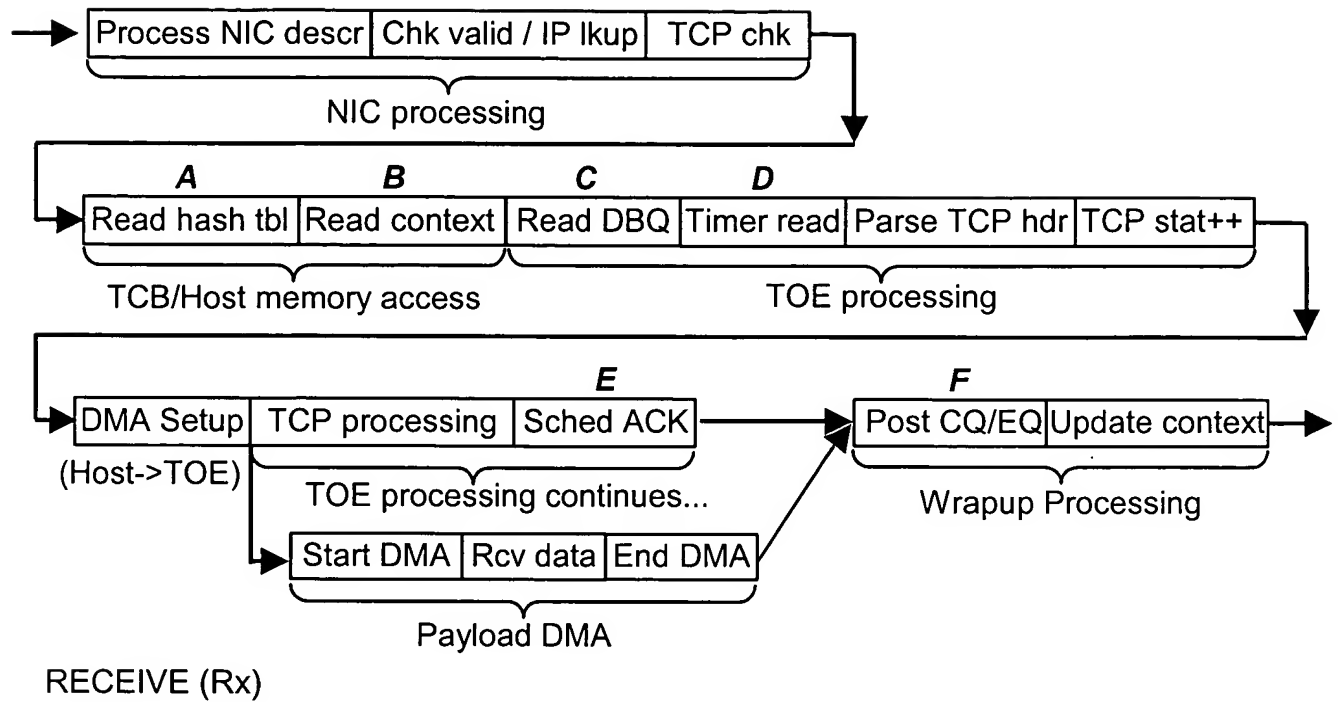 Process NIC descr Chk valid / IP lkup TCP chk
NIC processing
A B C D
Read hash tbl Read context Read DBQ Timer read Parse TCP hdr TCP stat++
TCB/Host memory access TOE processing
E F
DMA Setup TCP processing Sched ACK Post CQ/EQ Update context
(Host->TOE) TOE processing continues... Wrapup Processing
Start DMA Rcv data End DMA
Payload DMA
RECEIVE (Rx)